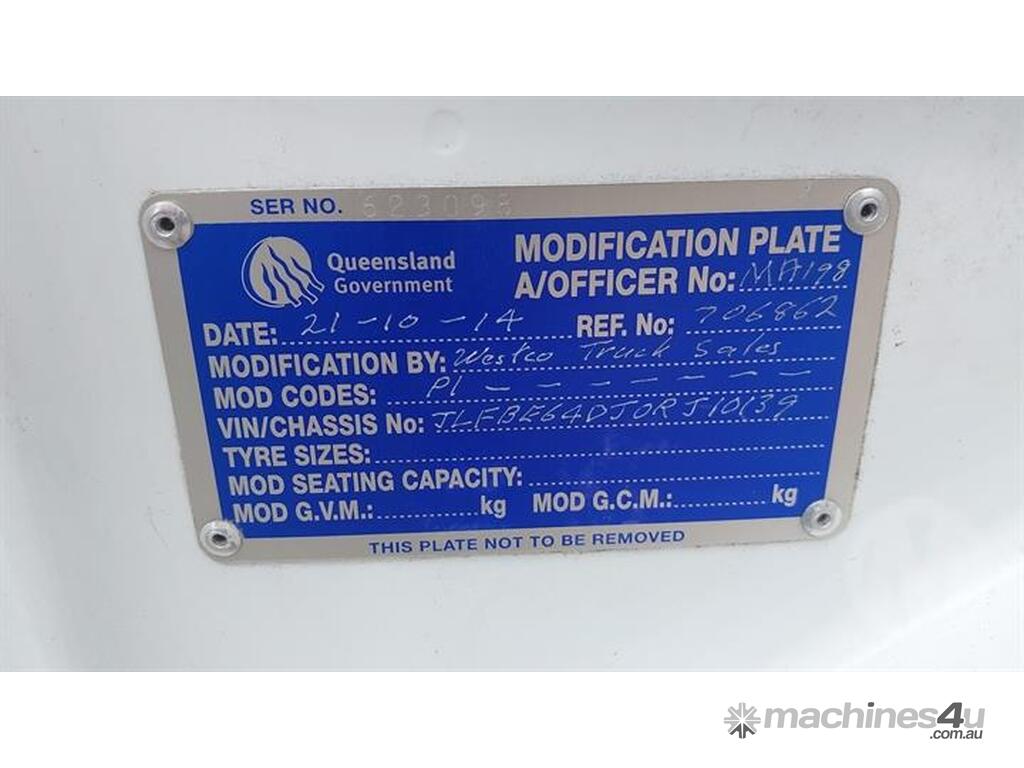 SER NO. 623098
Queensland Government
MODIFICATION PLATE
A/OFFICER No: MA198
DATE: 21-10-14 REF. No: 706862
MODIFICATION BY: Westco Truck Sales
MOD CODES: P1 - - - - - - -
VIN/CHASSIS No: JLFBE64DJ0RJ10139
TYRE SIZES:
MOD SEATING CAPACITY:
MOD G.V.M.: kg MOD G.C.M.: kg
THIS PLATE NOT TO BE REMOVED
machines4u
.com.au